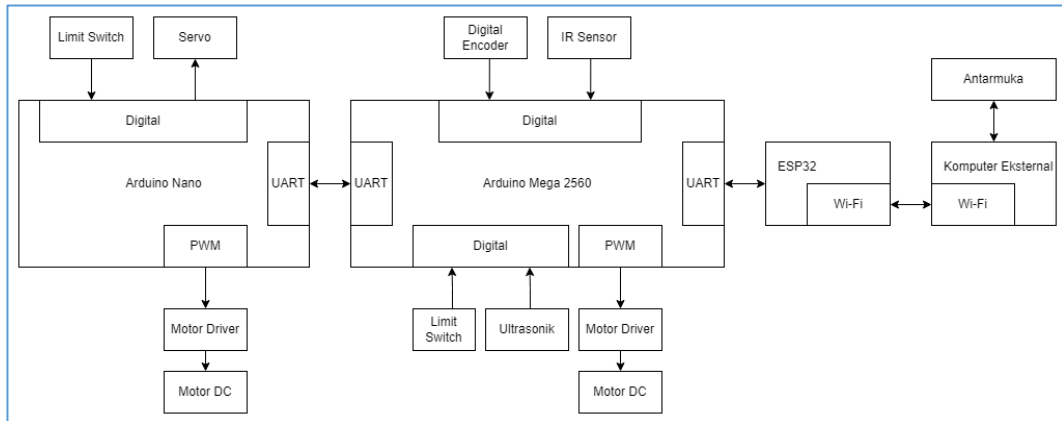 Limit Switch
Servo
Digital
Encoder
IR Sensor
Antarmuka
Digital
Digital
Arduino Nano
UART
UART
Arduino Mega 2560
UART
ESP32
Komputer Eksternal
Wi-Fi
Wi-Fi
PWM
Digital
PWM
Motor Driver
Limit
Switch
Ultrasonik
Motor Driver
Motor DC
Motor DC